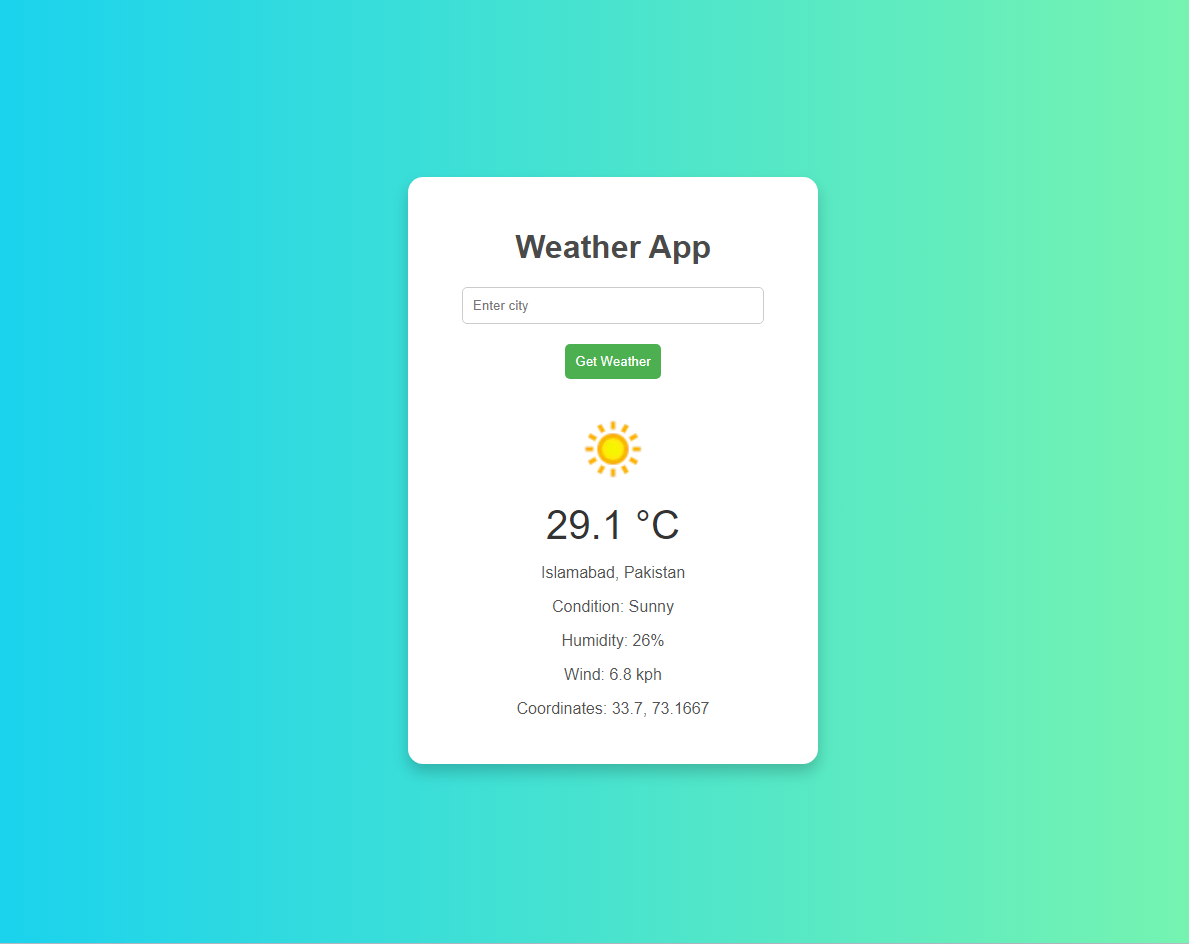 Weather App
Enter city
Get Weather
29.1 °C
Islamabad, Pakistan
Condition: Sunny
Humidity: 26%
Wind: 6.8 kph
Coordinates: 33.7, 73.1667